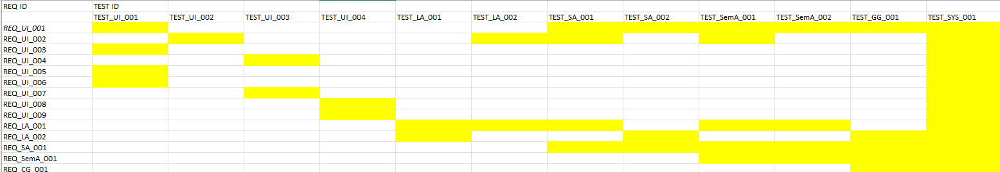 REQ ID TEST ID
TEST_UI_001 TEST_UI_002 TEST_UI_003 TEST_UI_004 TEST_LA_001 TEST_LA_002 TEST_SA_001 TEST_SA_002 TEST_SemA_001 TEST_SemA_002 TEST_GG_001 TEST_SYS_001
REQ_UI_001
REQ_UI_002
REQ_UI_003
REQ_UI_004
REQ_UI_005
REQ_UI_006
REQ_UI_007
REQ_UI_008
REQ_UI_009
REQ_LA_001
REQ_LA_002
REQ_SA_001
REQ_SemA_001
REQ_CG_001